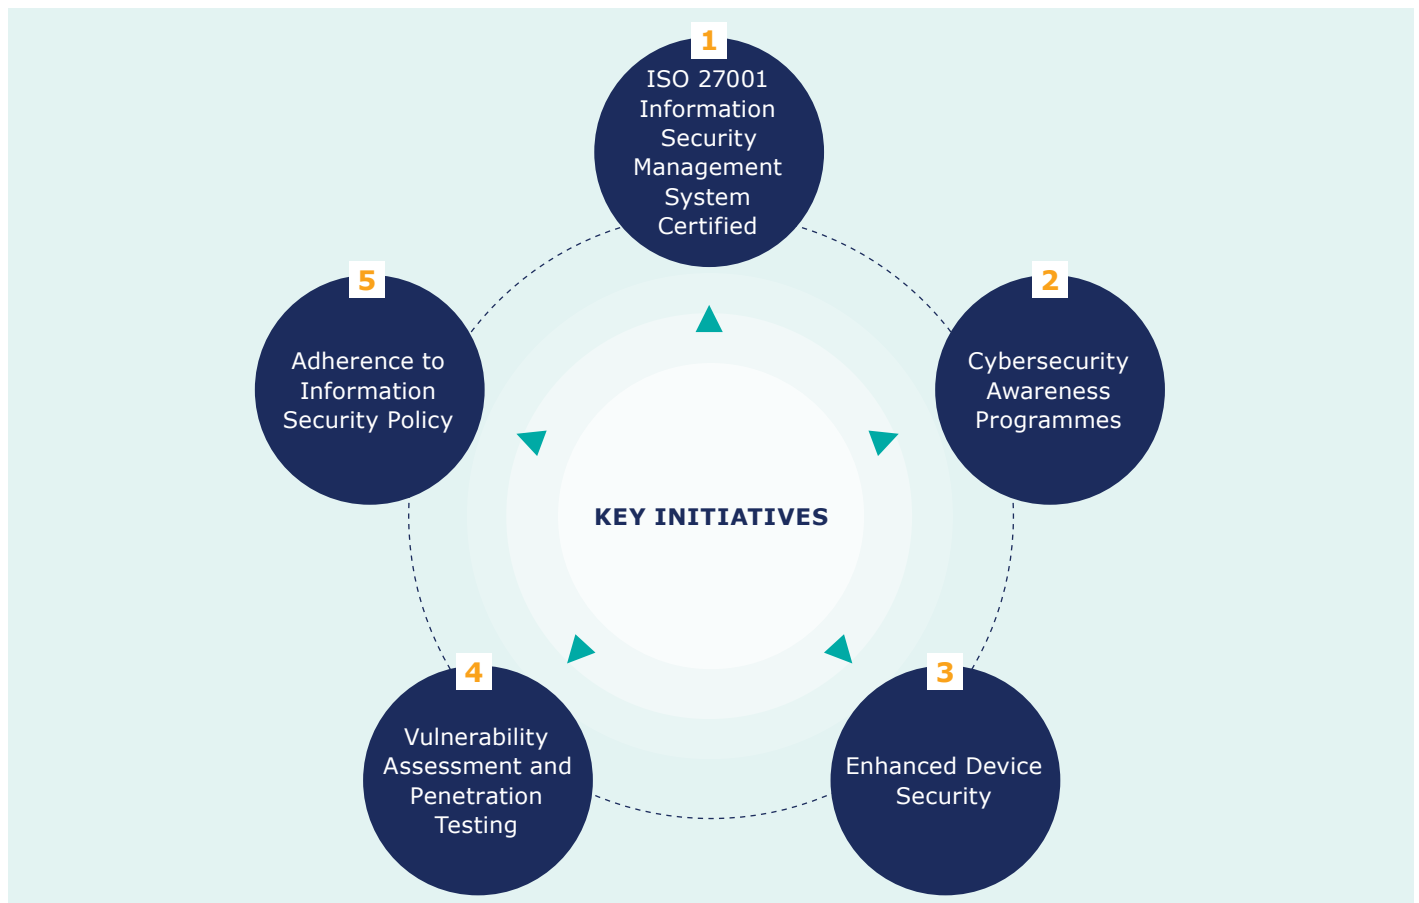 1
ISO 27001
Information
Security
Management
System
Certified
2
Cybersecurity
Awareness
Programmes
3
Enhanced Device
Security
4
Vulnerability
Assessment and
Penetration
Testing
5
Adherence to
Information
Security Policy
KEY INITIATIVES